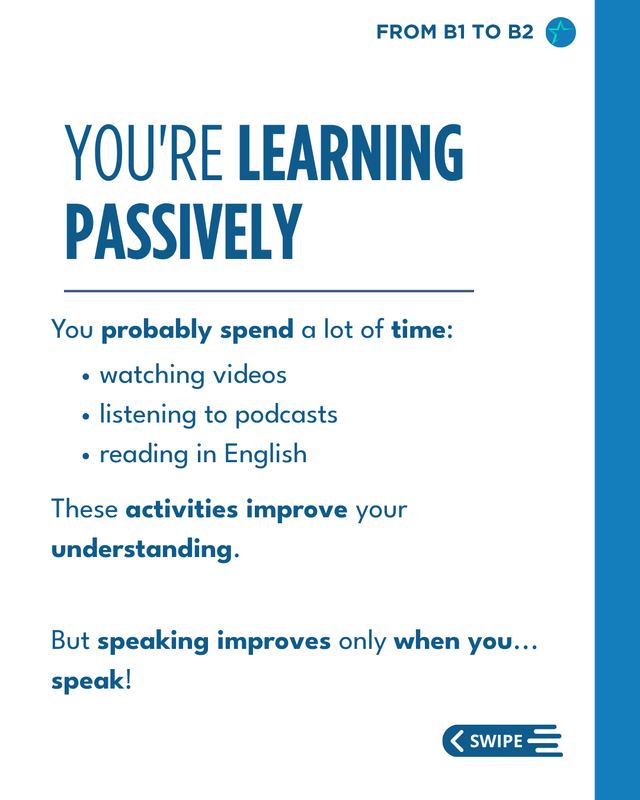 FROM B1 TO B2
YOU'RE LEARNING
PASSIVELY
You probably spend a lot of time:
• watching videos
• listening to podcasts
• reading in English
These activities improve your
understanding.
But speaking improves only when you...
speak!
SWIPE